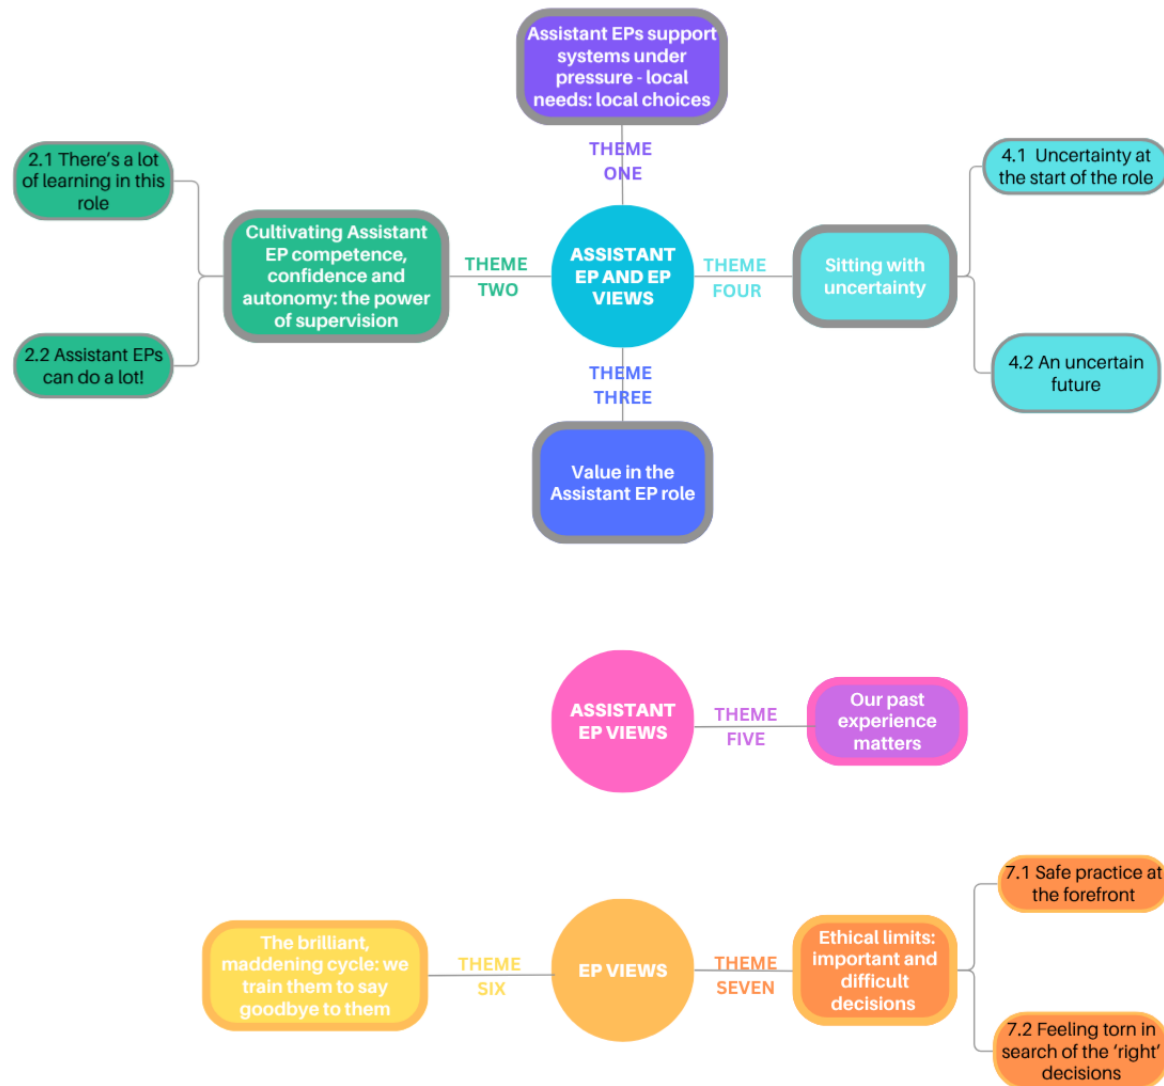 Assistant EPs support
systems under
pressure - local
needs: local choices
THEME
ONE
2.1 There's a lot
of learning in this
role
2.2 Assistant EPs
can do a lot!
Cultivating Assistant
EP competence,
confidence and
autonomy: the power
of supervision
THEME
TWO
ASSISTANT
EP AND EP
VIEWS
THEME
FOUR
Sitting with
uncertainty
4.1 Uncertainty at
the start of the role
4.2 An uncertain
future
THEME
THREE
Value in the
Assistant EP role
ASSISTANT
EP VIEWS
THEME
FIVE
Our past
experience
matters
The brilliant,
maddening cycle: we
train them to say
goodbye to them
THEME
SIX
EP VIEWS
THEME
SEVEN
Ethical limits:
important and
difficult
decisions
7.1 Safe practice at
the forefront
7.2 Feeling torn in
search of the 'right'
decisions